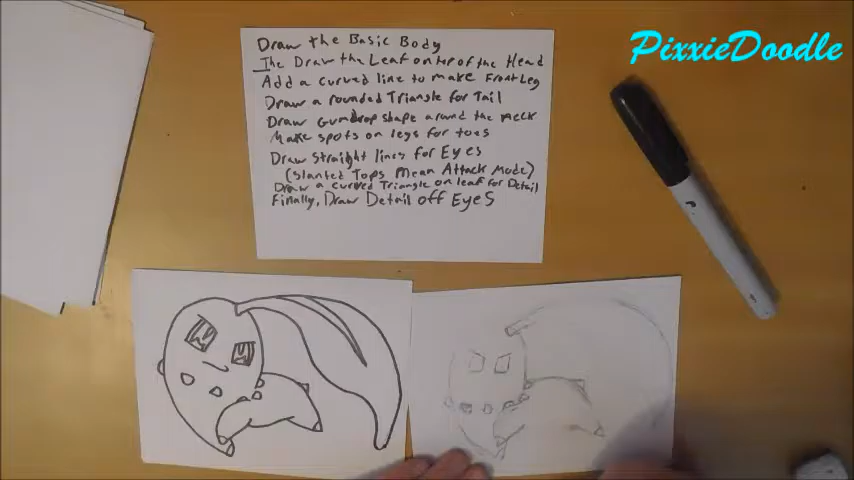 PixxieDoodle
Draw the Basic Body
The Draw the Leaf on top of the Head
Add a curved line to make Front Leg
Draw a rounded Triangle for Tail
Draw Gumdrop shape around the Neck
Make spots on legs for toes
Draw Straight lines for Eyes
(Slanted Tops Mean Attack Mode)
Draw a curved Triangle on leaf for Detail
Finally, Draw Detail off Eyes